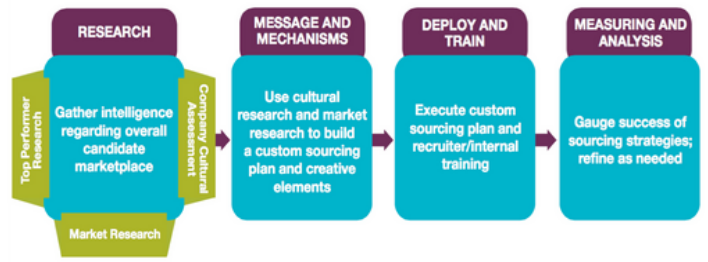 RESEARCH
Top Performer
Research
Gather intelligence
regarding overall
candidate
marketplace
Company Cultural
Assessment
Market Research
MESSAGE AND
MECHANISMS
Use cultural
research and market
research to build
a custom sourcing
plan and creative
elements
DEPLOY AND
TRAIN
Execute custom
sourcing plan and
recruiter/internal
training
MEASURING AND
ANALYSIS
Gauge success of
sourcing strategies;
refine as needed